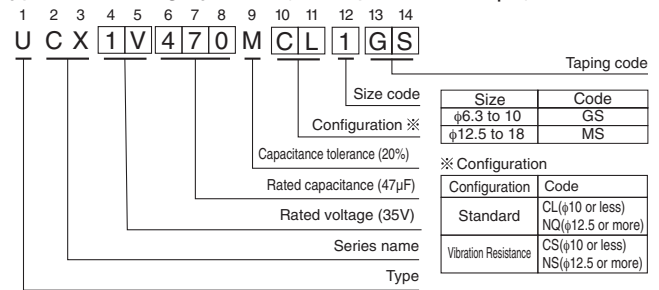 1 2 3 4 5 6 7 8 9 10 11 12 13 14
U C X 1 V 4 7 0 M C L 1 G S
Taping code
Size code
Configuration ※
Capacitance tolerance (20%)
Rated capacitance (47µF)
Rated voltage (35V)
Series name
Type
Size Code
ϕ6.3 to 10 GS
ϕ12.5 to 18 MS
※ Configuration
Configuration Code
Standard CL(ϕ10 or less)
NQ(ϕ12.5 or more)
Vibration Resistance CS(ϕ10 or less)
NS(ϕ12.5 or more)